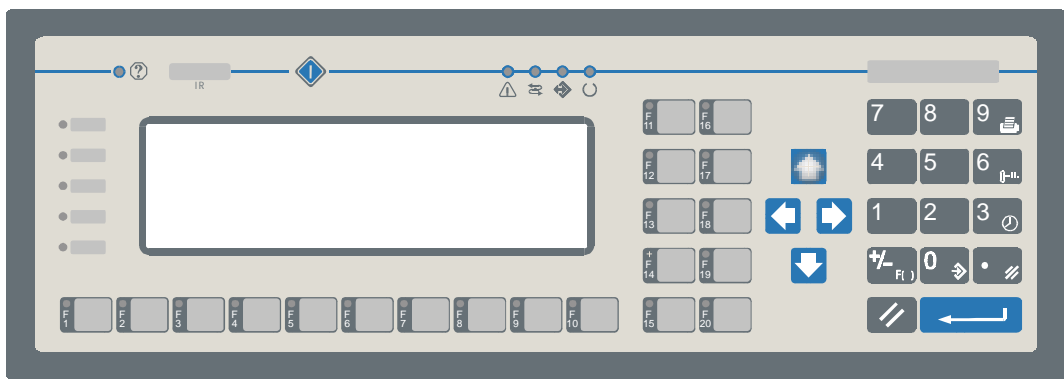 ?
IR
F 11
F 16
7
8
9
F 12
F 17
4
5
6
F 13
F 18
1
2
3
+ F 14
F 19
+/- F( )
0
.
F 1
F 2
F 3
F 4
F 5
F 6
F 7
F 8
F 9
F 10
F 15
F 20